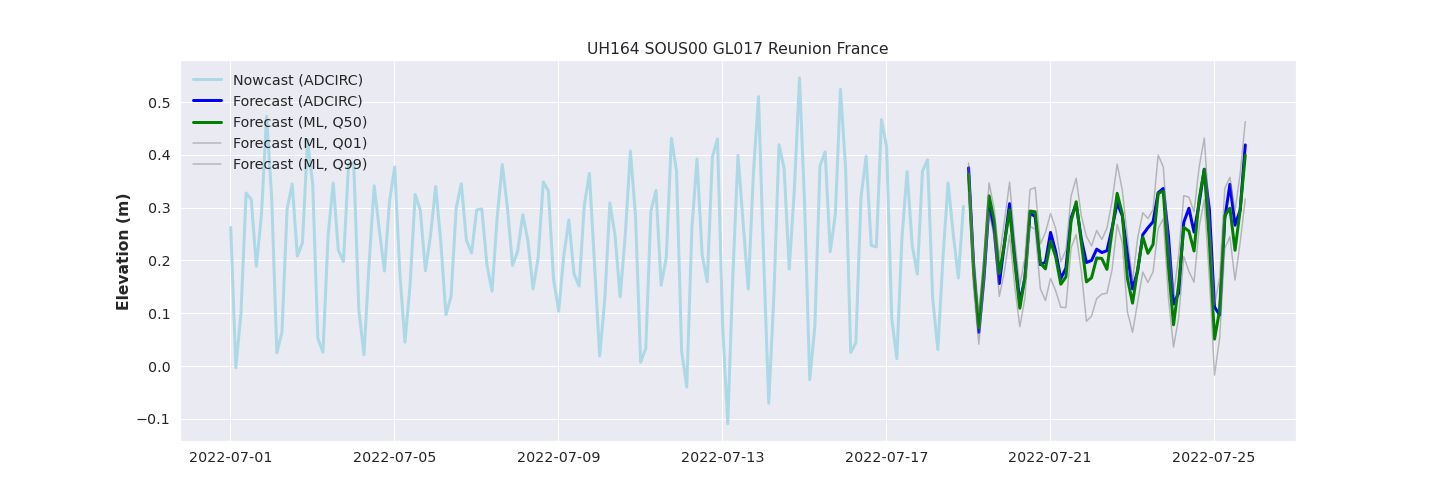 UH164 SOUS00 GL017 Reunion France
Nowcast (ADCIRC)
Forecast (ADCIRC)
Forecast (ML, Q50)
Forecast (ML, Q01)
Forecast (ML, Q99)
Elevation (m)
0.5
0.4
0.3
0.2
0.1
0.0
−0.1
2022-07-01 2022-07-05 2022-07-09 2022-07-13 2022-07-17 2022-07-21 2022-07-25